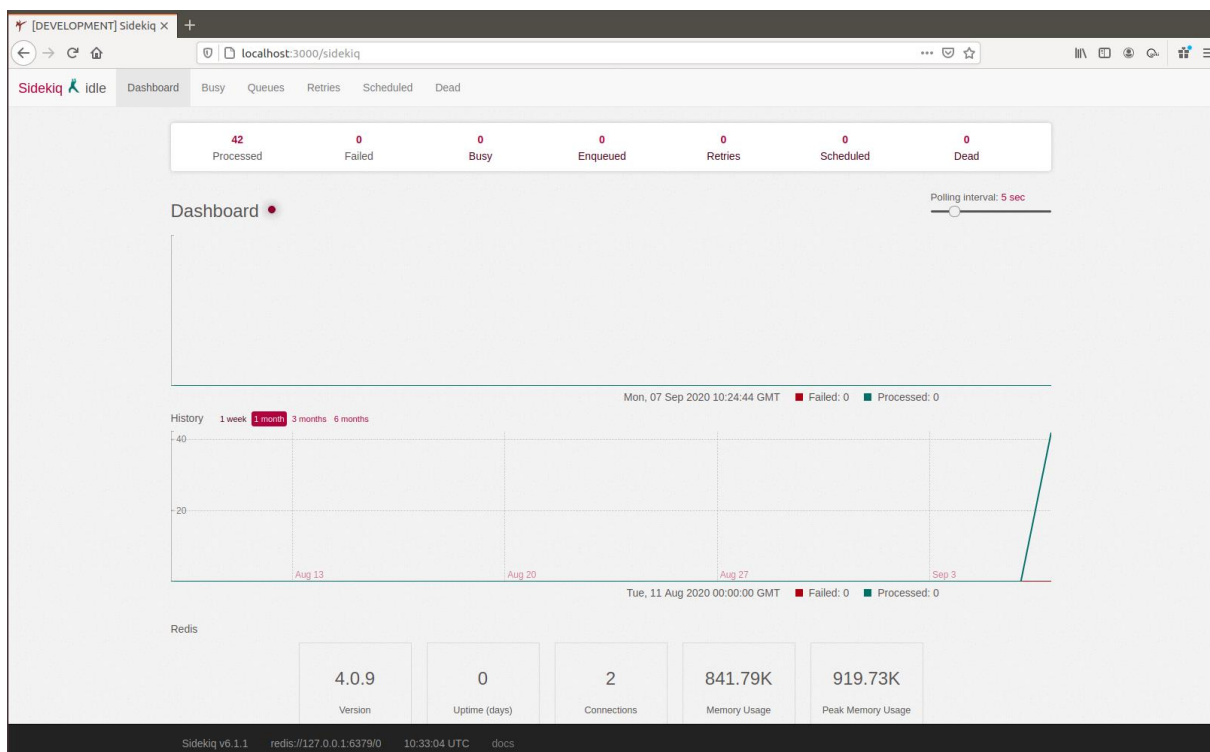 [DEVELOPMENT] Sidekiq
localhost:3000/sidekiq
Sidekiq idle Dashboard Busy Queues Retries Scheduled Dead
42 0 0 0 0 0 0
Processed Failed Busy Enqueued Retries Scheduled Dead
Dashboard
Polling interval: 5 sec
Mon, 07 Sep 2020 10:24:44 GMT Failed: 0 Processed: 0
History 1 week 1 month 3 months 6 months
40
20
Aug 13 Aug 20 Aug 27 Sep 3
Tue, 11 Aug 2020 00:00:00 GMT Failed: 0 Processed: 0
Redis
4.0.9 0 2 841.79K 919.73K
Version Uptime (days) Connections Memory Usage Peak Memory Usage
Sidekiq v6.1.1 redis://127.0.0.1:6379/0 10:33:04 UTC docs